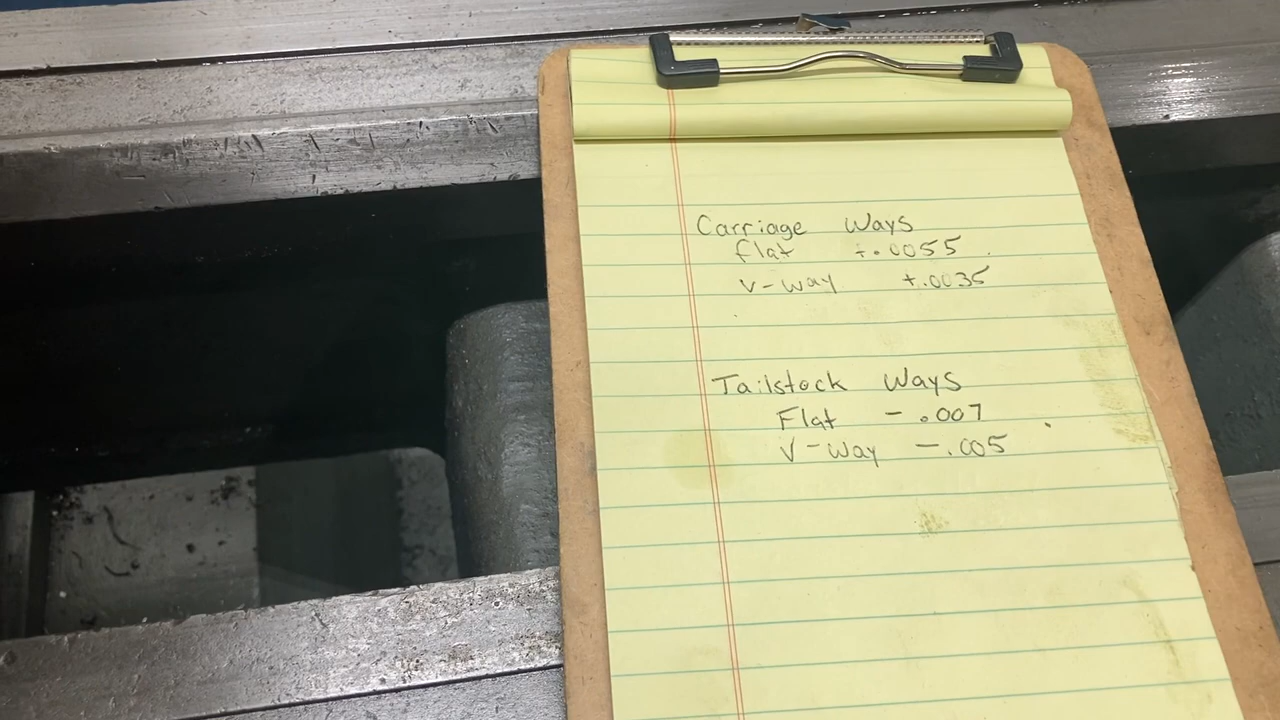 Carriage Ways
flat +.0055
v-way +.0035
Tailstock Ways
Flat - .007
V-Way -.005